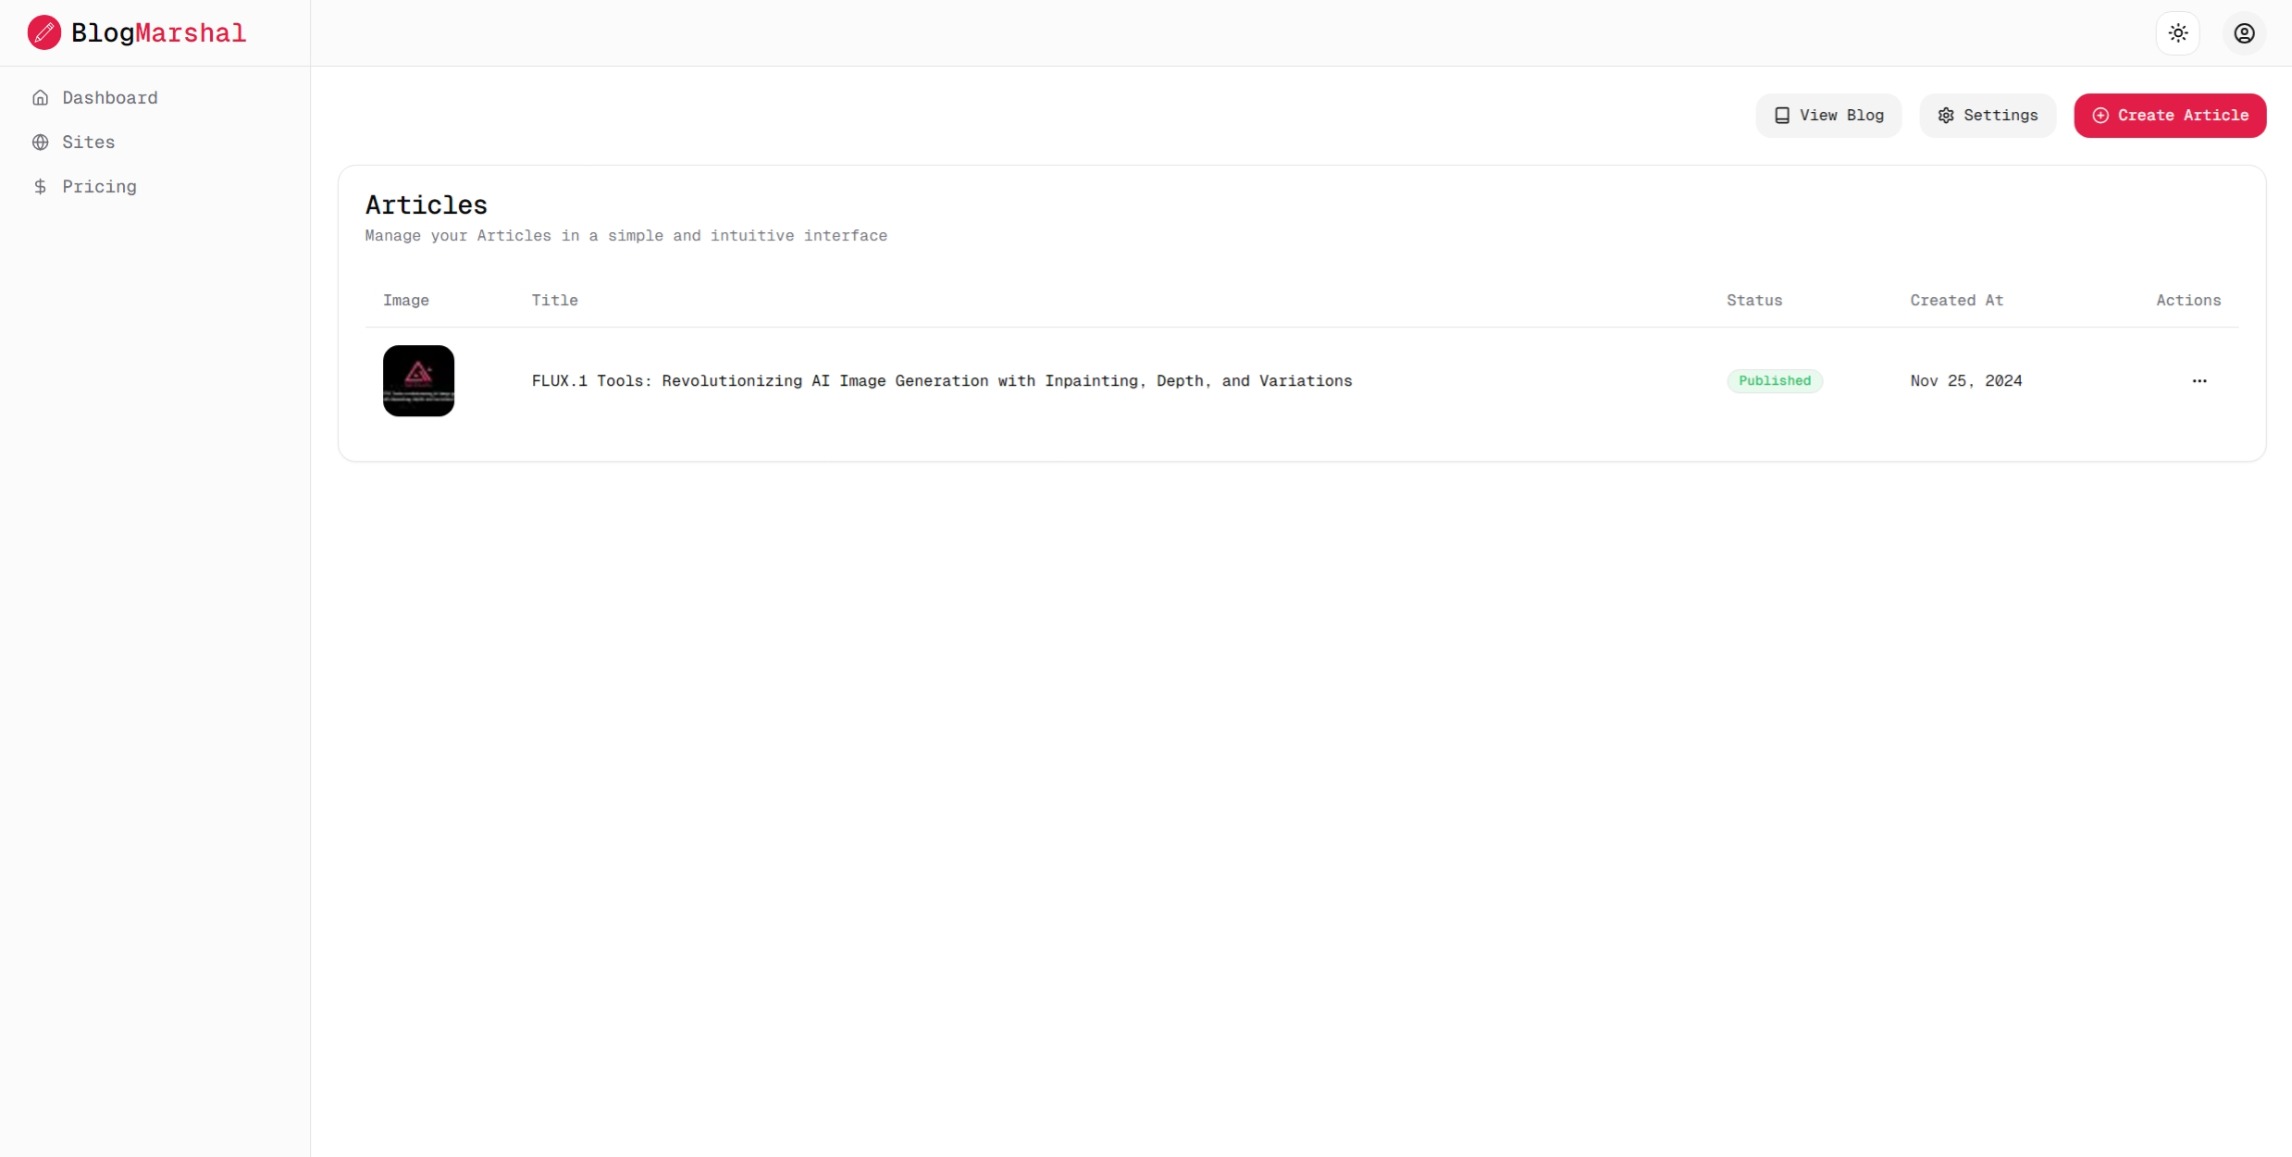 BlogMarshal
Dashboard
Sites
Pricing
View Blog
Settings
Create Article
Articles
Manage your Articles in a simple and intuitive interface
Image Title Status Created At Actions
FLUX.1 Tools: Revolutionizing AI Image Generation with Inpainting, Depth, and Variations Published Nov 25, 2024